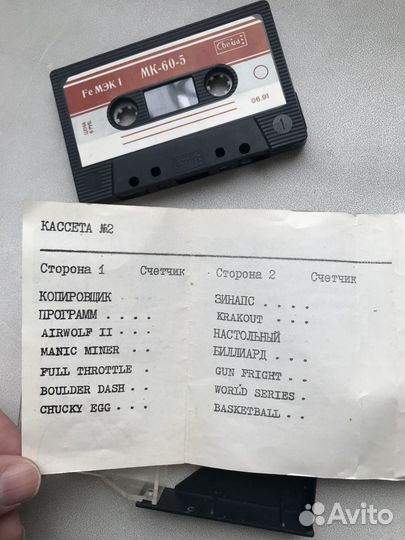 Свема
Fe МЭК I МК-60-5
06.91
1
КАССЕТА №2
Сторона 1 Счетчик
КОПИРОВЩИК
ПРОГРАММ . . . .
AIRWOLF II . . .
MANIC MINER . .
FULL THROTTLE .
BOULDER DASH . .
CHUCKY EGG . . .
Сторона 2 Счетчик
ЗИНАПС . . . .
KRAKOUT . . .
НАСТОЛЬНЫЙ
БИЛЛИАРД . . .
GUN FRIGHT . .
WORLD SERIES .
BASKETBALL . .
Avito